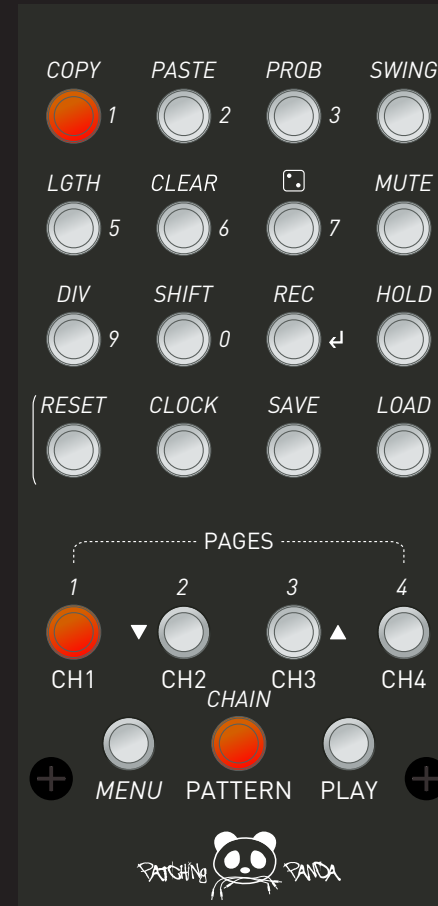 COPY PASTE PROB SWING
1 2 3
LGTH CLEAR MUTE
5 6 7
DIV SHIFT REC HOLD
9 0
RESET CLOCK SAVE LOAD
PAGES
1 2 3 4
CH1 CH2 CH3 CH4
CHAIN
MENU PATTERN PLAY
PATCHING PANDA